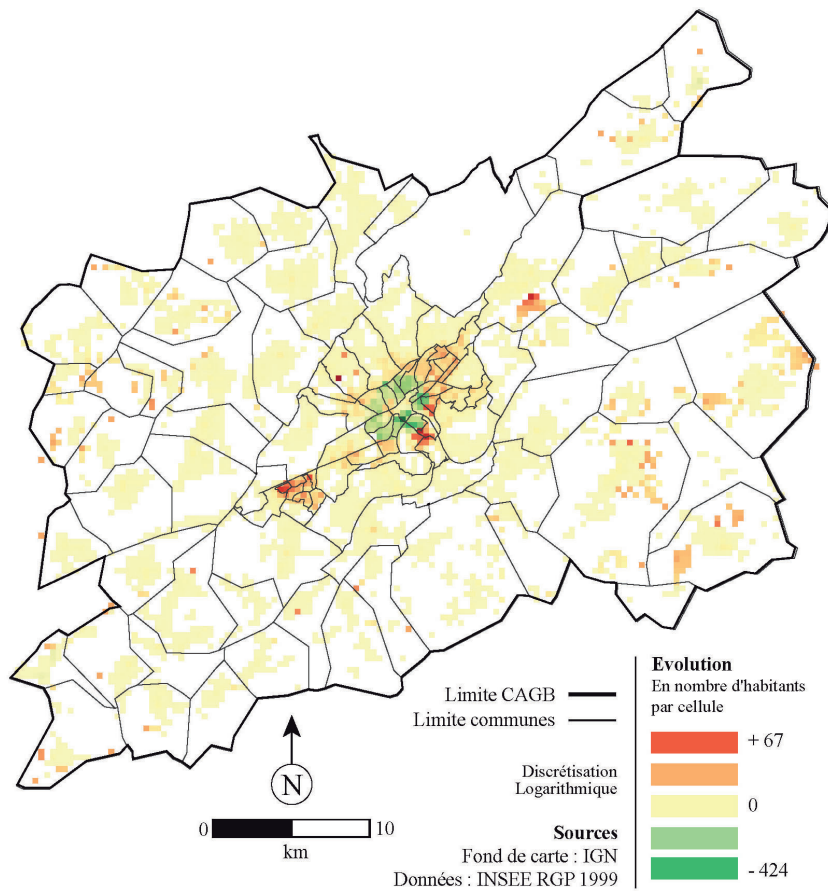 Limite CAGB
Limite communes
N
0 10
km
Discrétisation
Logarithmique
Sources
Fond de carte : IGN
Données : INSEE RGP 1999
Evolution
En nombre d'habitants
par cellule
+ 67
0
- 424